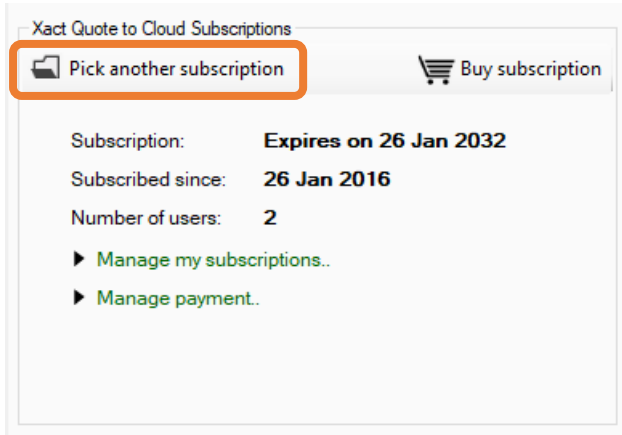 Xact Quote to Cloud Subscriptions
Pick another subscription
Buy subscription
Subscription: Expires on 26 Jan 2032
Subscribed since: 26 Jan 2016
Number of users: 2
Manage my subscriptions..
Manage payment..